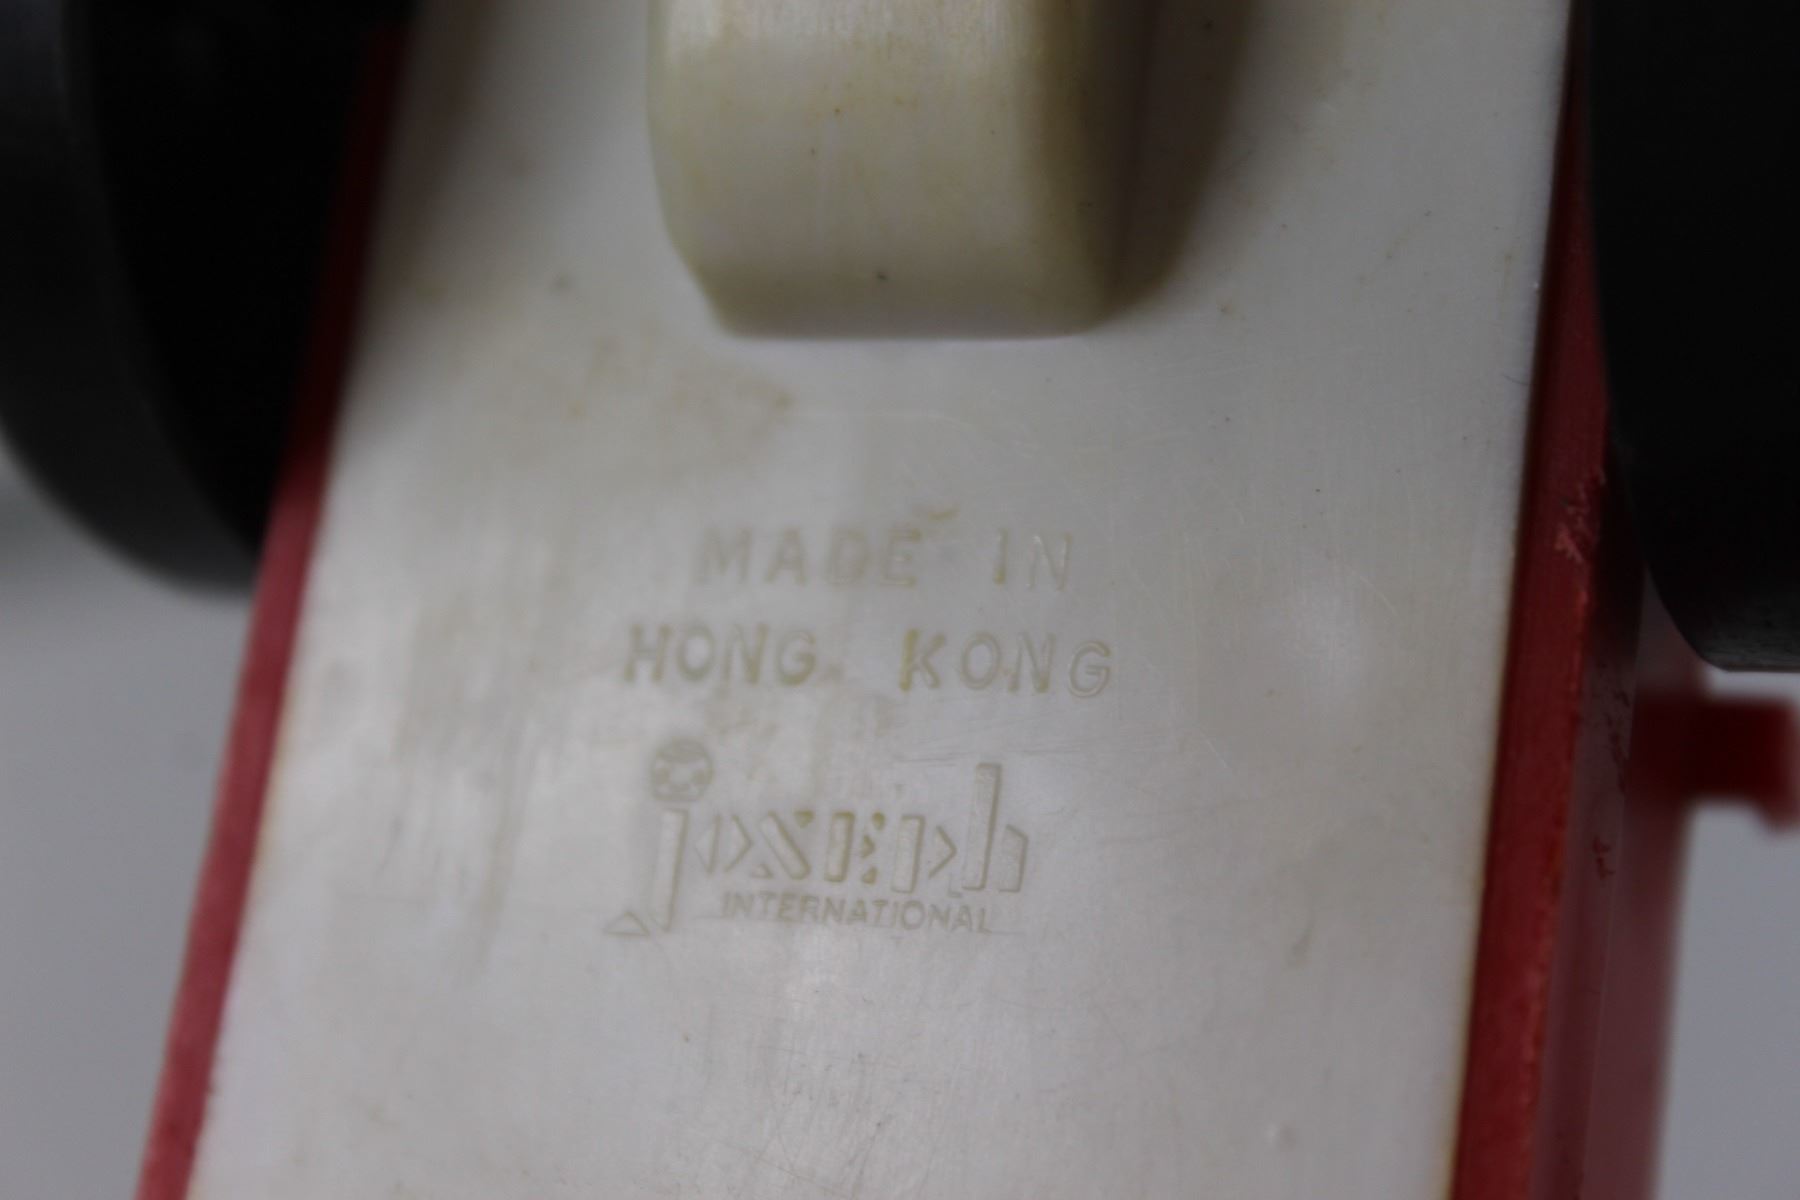 MADE IN
HONG KONG
josEph
INTERNATIONAL